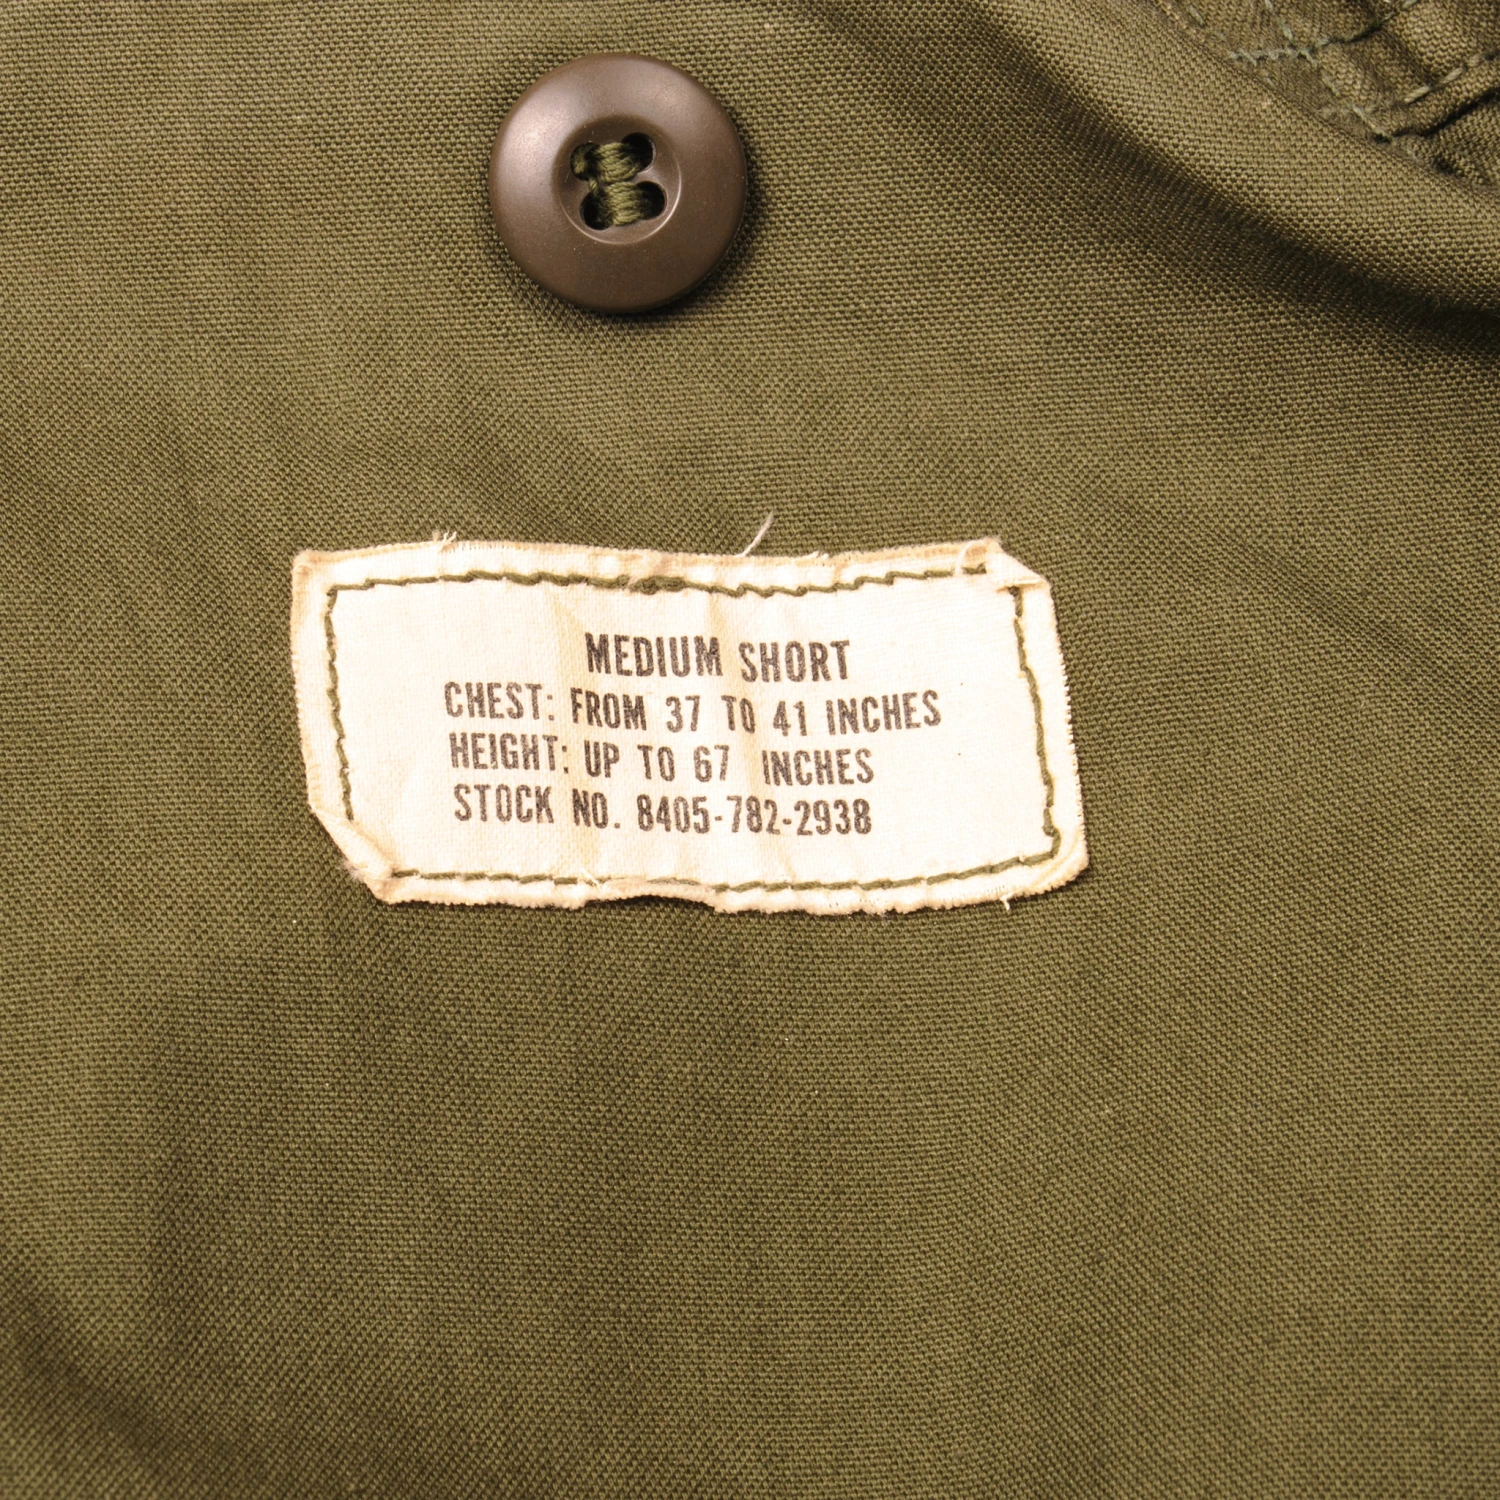 MEDIUM SHORT
CHEST: FROM 37 TO 41 INCHES
HEIGHT: UP TO 67 INCHES
STOCK NO. 8405-782-2938